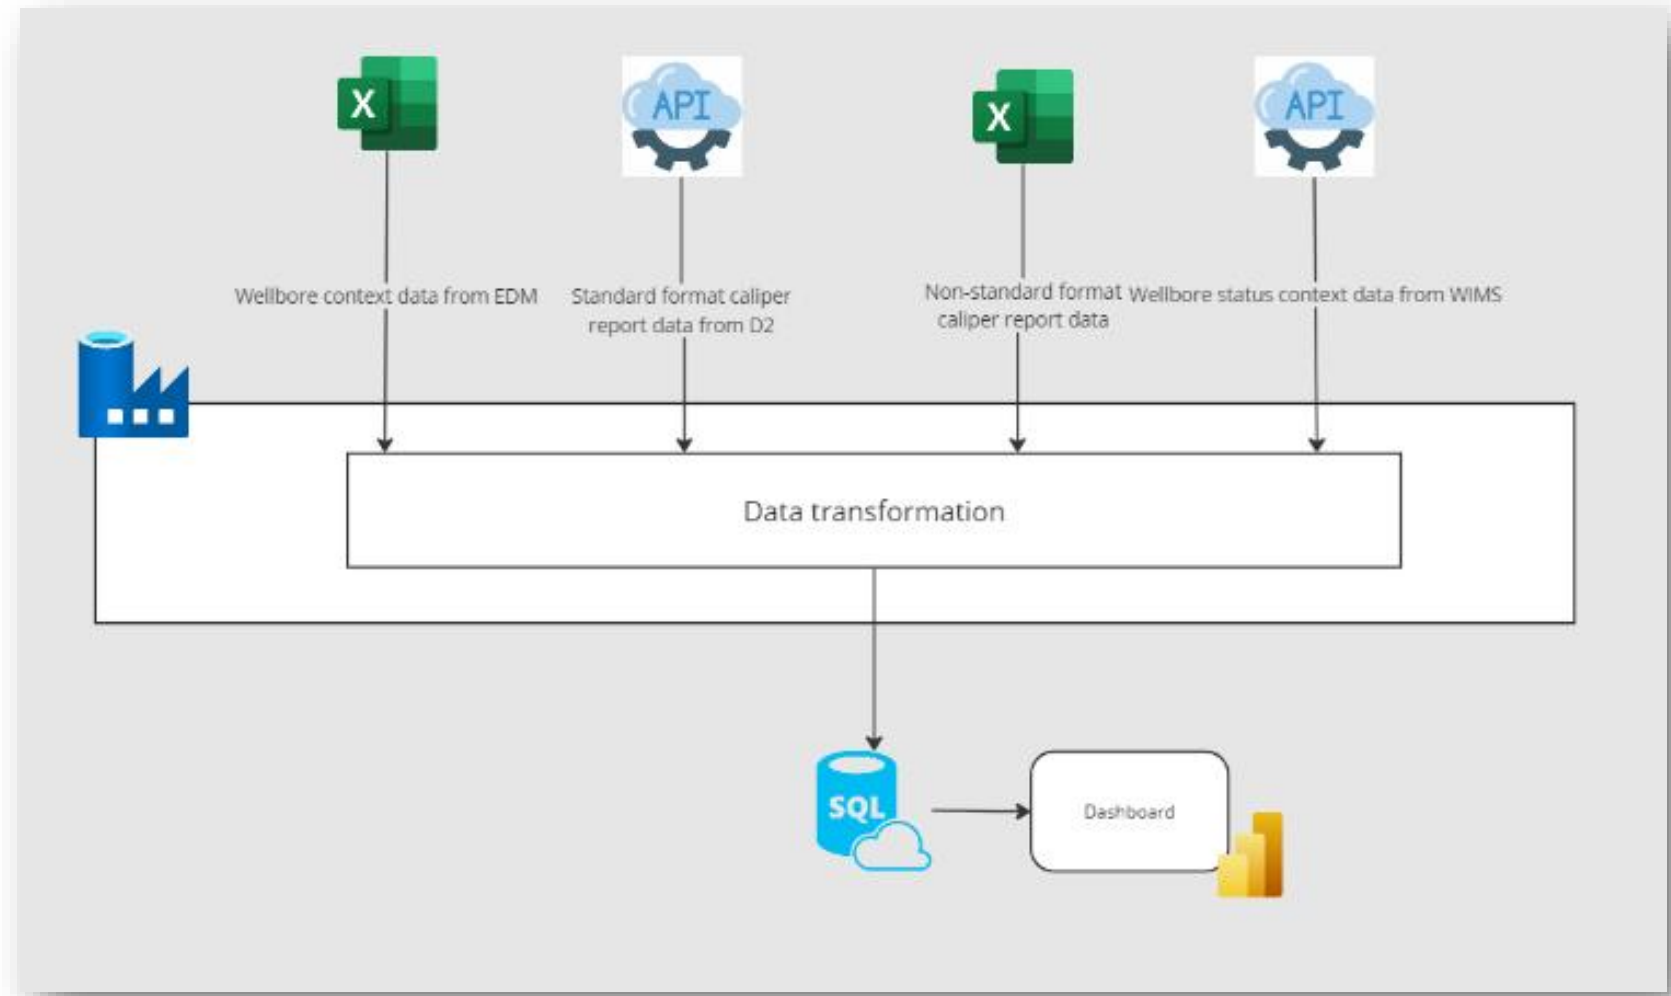 X
API
X
API
Wellbore context data from EDM
Standard format caliper
report data from D2
Non-standard format
caliper report data
Wellbore status context data from WIMS
Data transformation
SQL
Dashboard